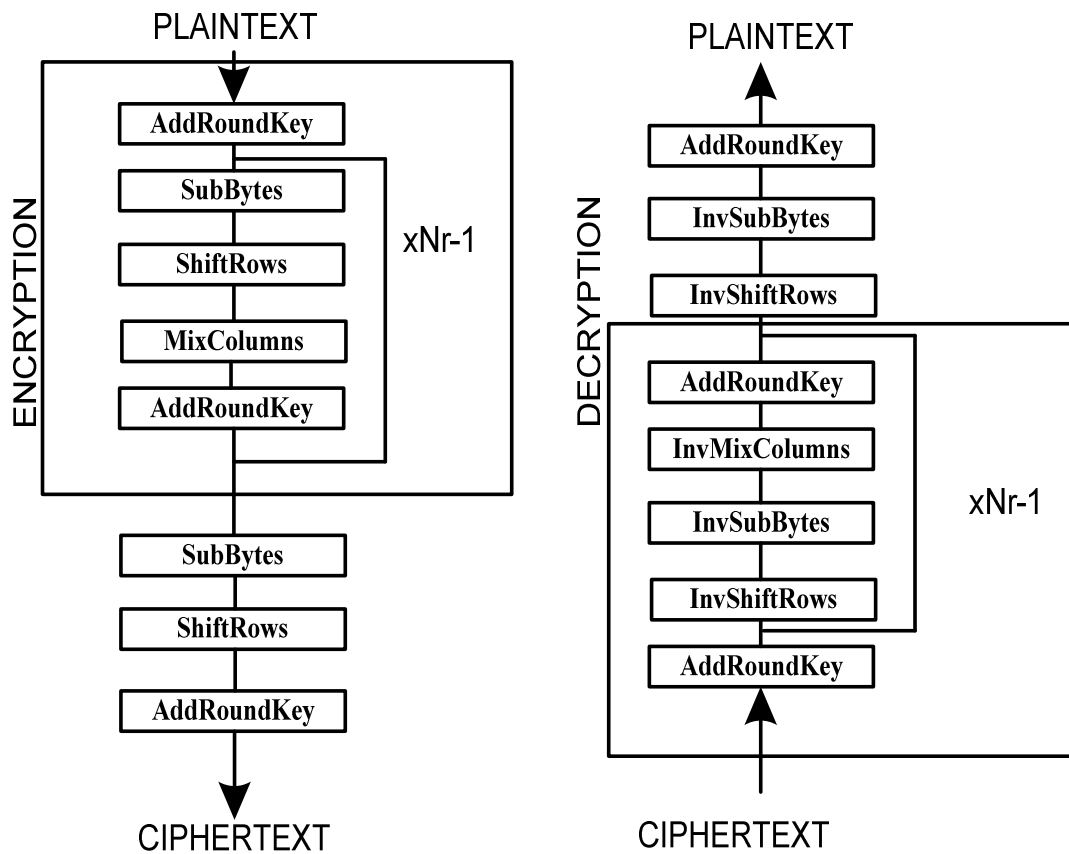 PLAINTEXT
AddRoundKey
SubBytes
ShiftRows
MixColumns
AddRoundKey
xNr-1
ENCRYPTION
SubBytes
ShiftRows
AddRoundKey
CIPHERTEXT
PLAINTEXT
AddRoundKey
InvSubBytes
InvShiftRows
DECRYPTION
AddRoundKey
InvMixColumns
InvSubBytes
InvShiftRows
xNr-1
AddRoundKey
CIPHERTEXT